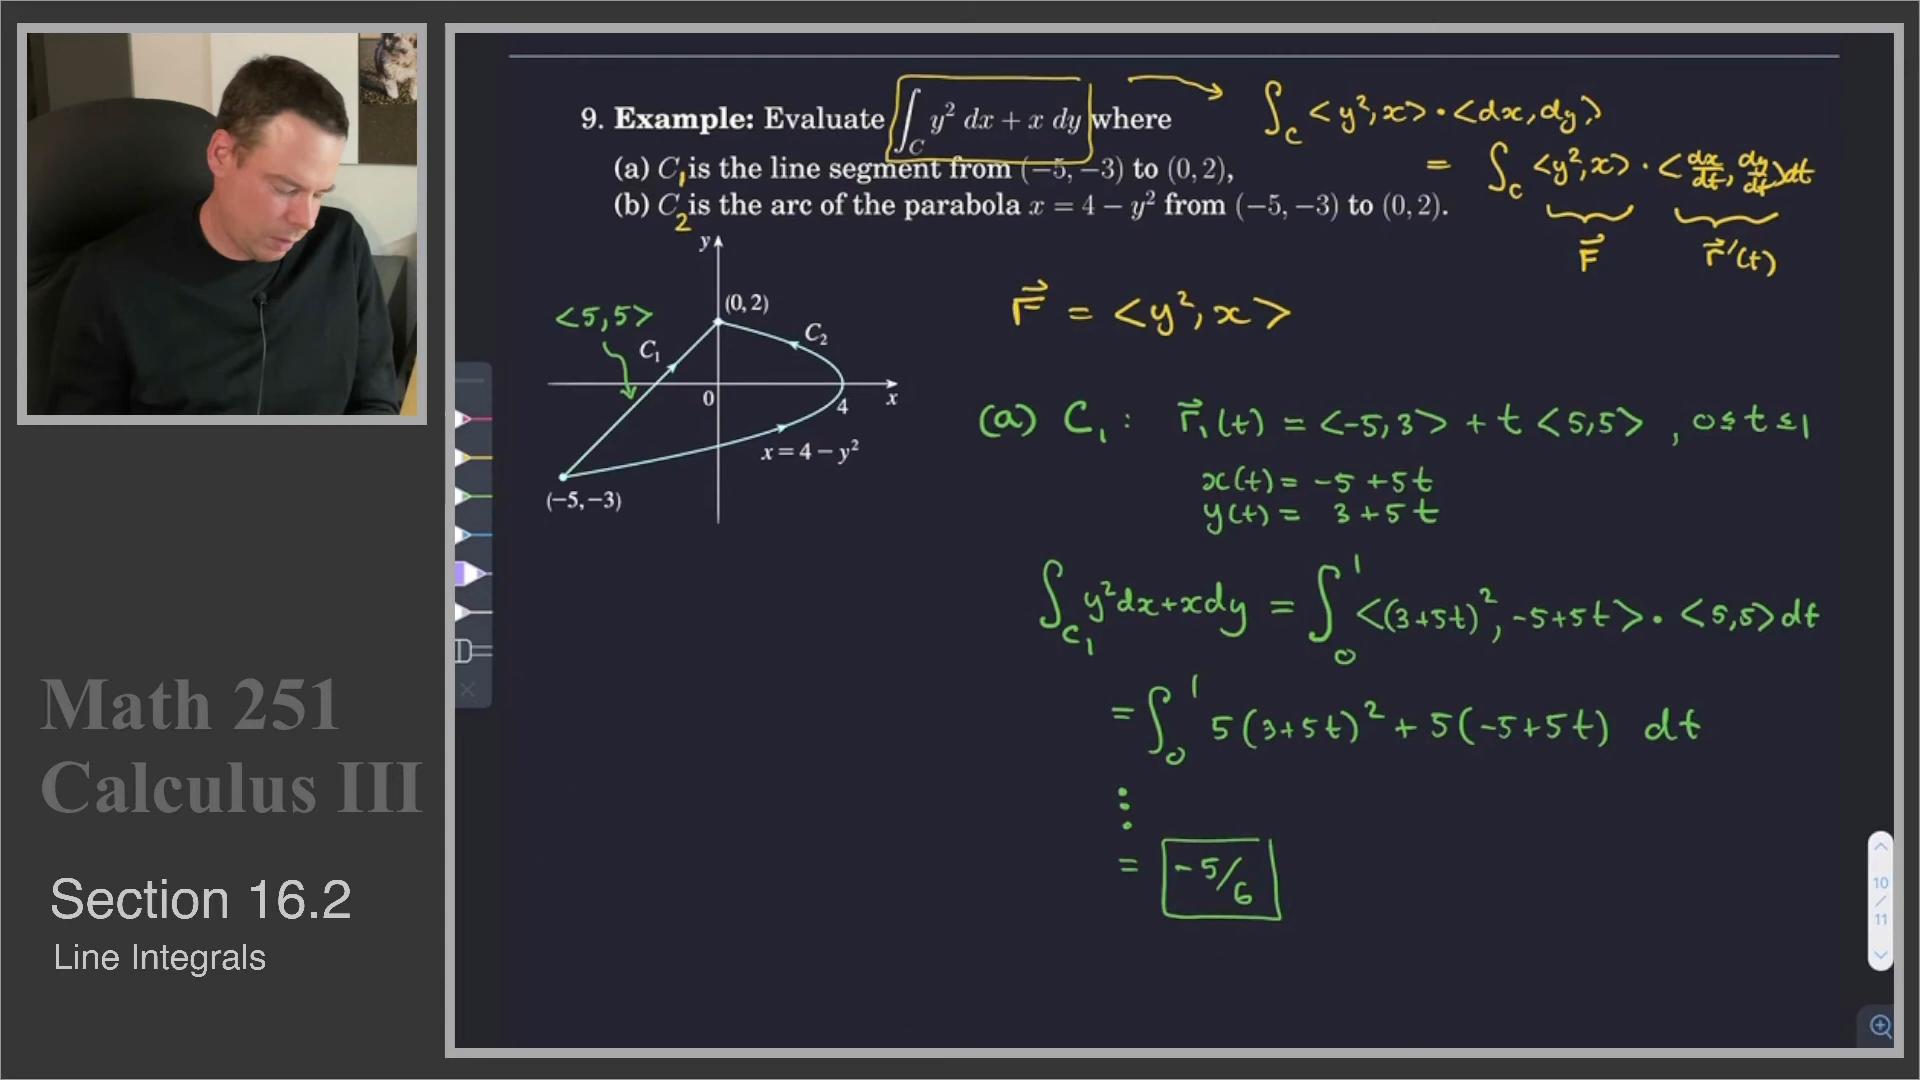 9. Example: Evaluate ∫_C y² dx + x dy where → ∫_C <y², x> · <dx, dy>
(a) C₁ is the line segment from (−5, −3) to (0, 2),
= ∫_C <y², x> · <dx/dt, dy/dt> dt
(b) C₂ is the arc of the parabola x = 4 − y² from (−5, −3) to (0, 2).
F⃗ r⃗′(t)
y
(0, 2)
<5,5>
C₁
C₂
0
4
x
x = 4 − y²
(−5, −3)
F⃗ = <y², x>
(a) C₁ : r⃗₁(t) = <-5,3> + t <5,5> , 0≤t≤1
x(t) = -5 +5t
y(t) = 3 +5t
∫_C₁ y²dx+xdy = ∫₀¹ <(3+5t)², -5+5t> · <5,5> dt
= ∫₀¹ 5(3+5t)² + 5(-5+5t) dt
⋮
= -5/6
Math 251
Calculus III
Section 16.2
Line Integrals
10
/
11